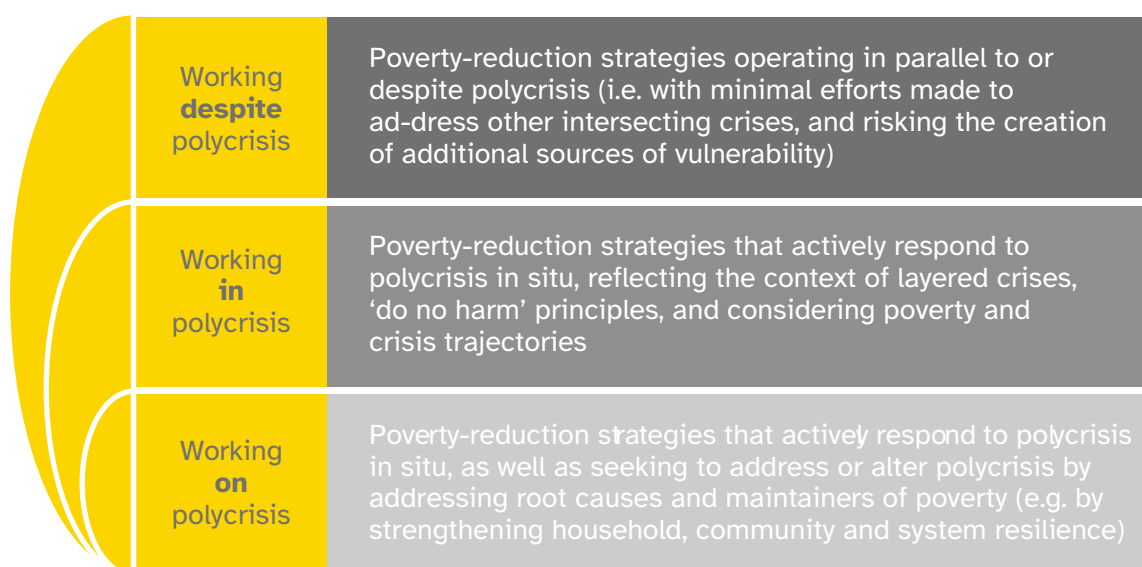 Working
despite
polycrisis
Poverty-reduction strategies operating in parallel to or
despite polycrisis (i.e. with minimal efforts made to
ad-dress other intersecting crises, and risking the creation
of additional sources of vulnerability)
Working
in
polycrisis
Poverty-reduction strategies that actively respond to
polycrisis in situ, reflecting the context of layered crises,
‘do no harm’ principles, and considering poverty and
crisis trajectories
Working
on
polycrisis
Poverty-reduction strategies that actively respond to polycrisis
in situ, as well as seeking to address or alter polycrisis by
addressing root causes and maintainers of poverty (e.g. by
strengthening household, community and system resilience)